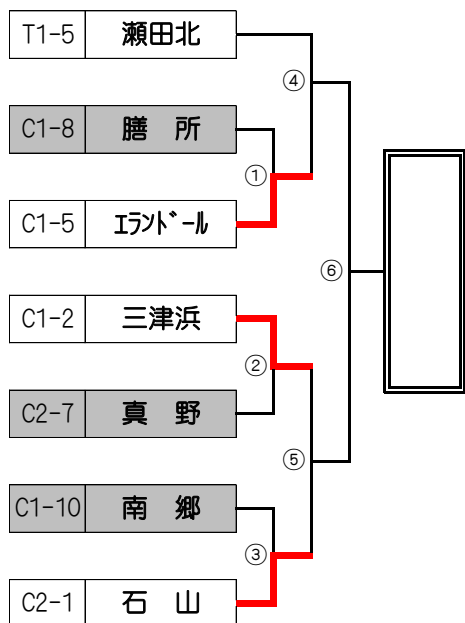 T1-5 瀬田北
④
C1-8 膳 所
①
C1-5 ｴﾗﾝﾄﾞｰﾙ
⑥
C1-2 三津浜
②
C2-7 真 野
⑤
C1-10 南 郷
③
C2-1 石 山